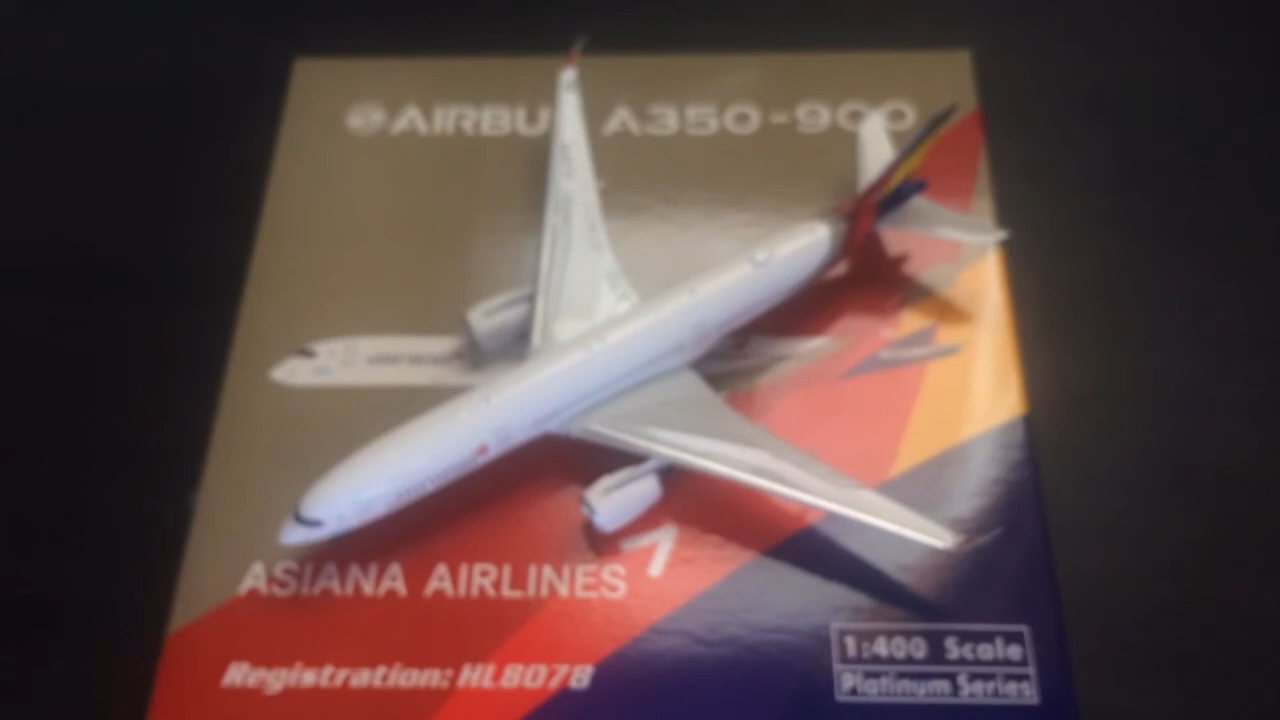 AIRBUS A350-900
ASIANA AIRLINES
Registration: HL8078
1:400 Scale
Platinum Series